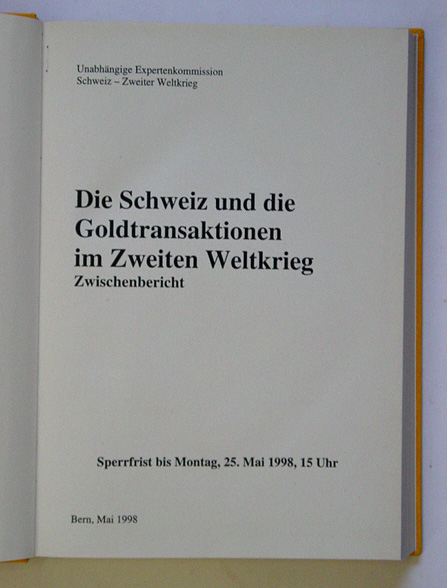 Unabhängige Expertenkommission
Schweiz – Zweiter Weltkrieg
Die Schweiz und die
Goldtransaktionen
im Zweiten Weltkrieg
Zwischenbericht
Sperrfrist bis Montag, 25. Mai 1998, 15 Uhr
Bern, Mai 1998